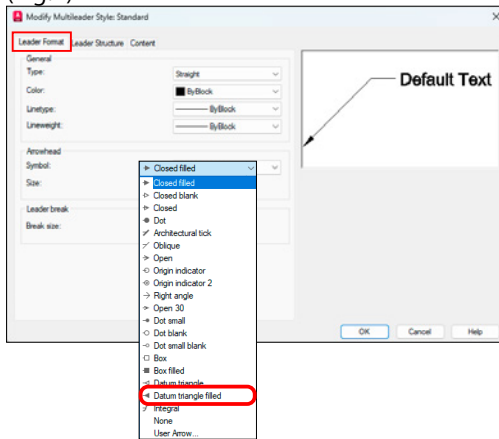 Modify Multileader Style: Standard
Leader Format Leader Structure Content
General
Type: Straight
Color: ByBlock
Linetype: ByBlock
Lineweight: ByBlock
Arrowhead
Symbol: Closed filled
Size:
Leader break
Break size:
Default Text
Closed filled
Closed blank
Closed
Dot
Architectural tick
Oblique
Open
Origin indicator
Origin indicator 2
Right angle
Open 30
Dot small
Dot blank
Dot small blank
Box
Box filled
Datum triangle
Datum triangle filled
Integral
None
User Arrow...
OK Cancel Help